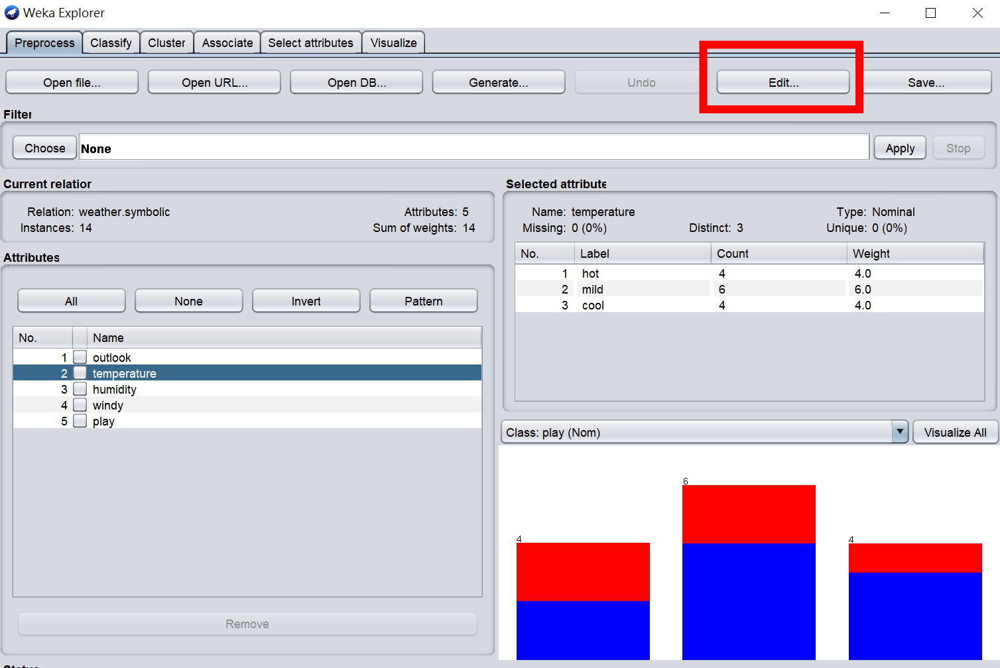 Weka Explorer
Preprocess Classify Cluster Associate Select attributes Visualize
Open file... Open URL... Open DB... Generate... Undo Edit... Save...
Filter
Choose None Apply Stop
Current relation
Relation: weather.symbolic Attributes: 5
Instances: 14 Sum of weights: 14
Attributes
All None Invert Pattern
No. Name
1 outlook
2 temperature
3 humidity
4 windy
5 play
Remove
Selected attribute
Name: temperature Type: Nominal
Missing: 0 (0%) Distinct: 3 Unique: 0 (0%)
No. Label Count Weight
1 hot 4 4.0
2 mild 6 6.0
3 cool 4 4.0
Class: play (Nom) Visualize All
4
6
4
Status